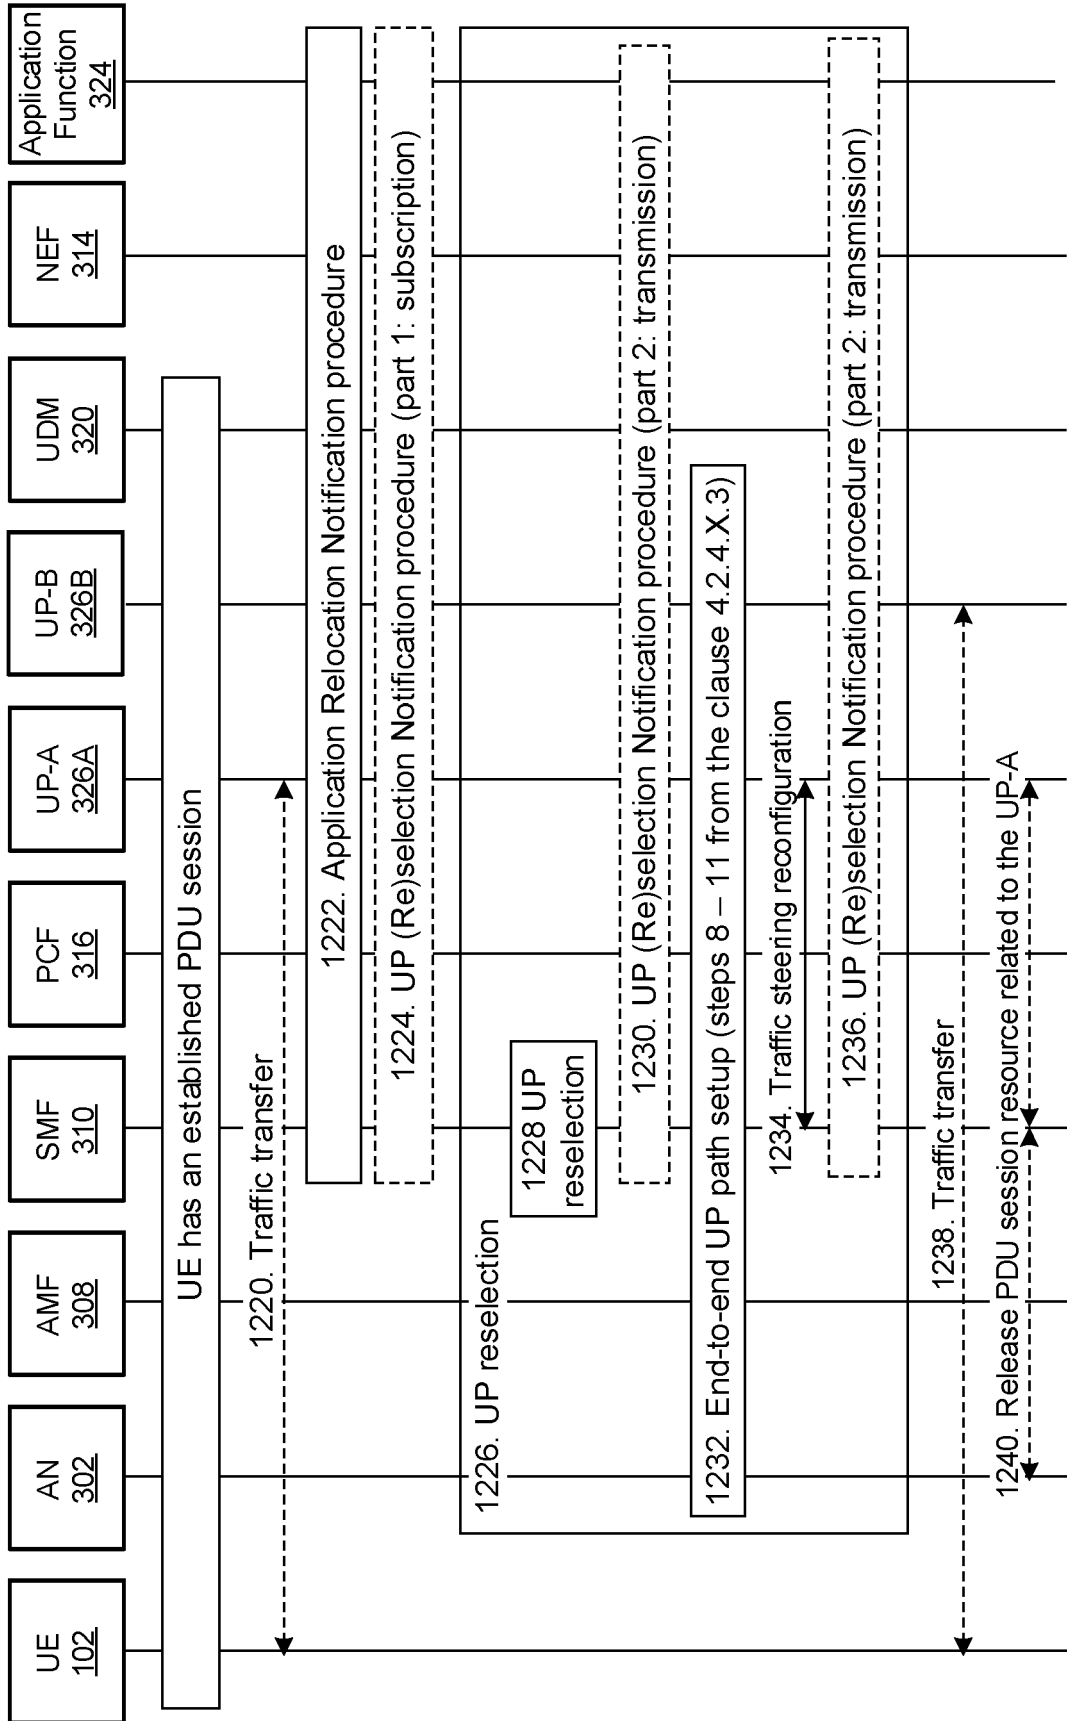 UE
102
AN
302
AMF
308
SMF
310
PCF
316
UP-A
326A
UP-B
326B
UDM
320
NEF
314
Application
Function
324
UE has an established PDU session
1220. Traffic transfer
1222. Application Relocation Notification procedure
1224. UP (Re)selection Notification procedure (part 1: subscription)
1226. UP reselection
1228 UP
reselection
1230. UP (Re)selection Notification procedure (part 2: transmission)
1232. End-to-end UP path setup (steps 8 – 11 from the clause 4.2.4.X.3)
1234. Traffic steering reconfiguration
1236. UP (Re)selection Notification procedure (part 2: transmission)
1238. Traffic transfer
1240. Release PDU session resource related to the UP-A